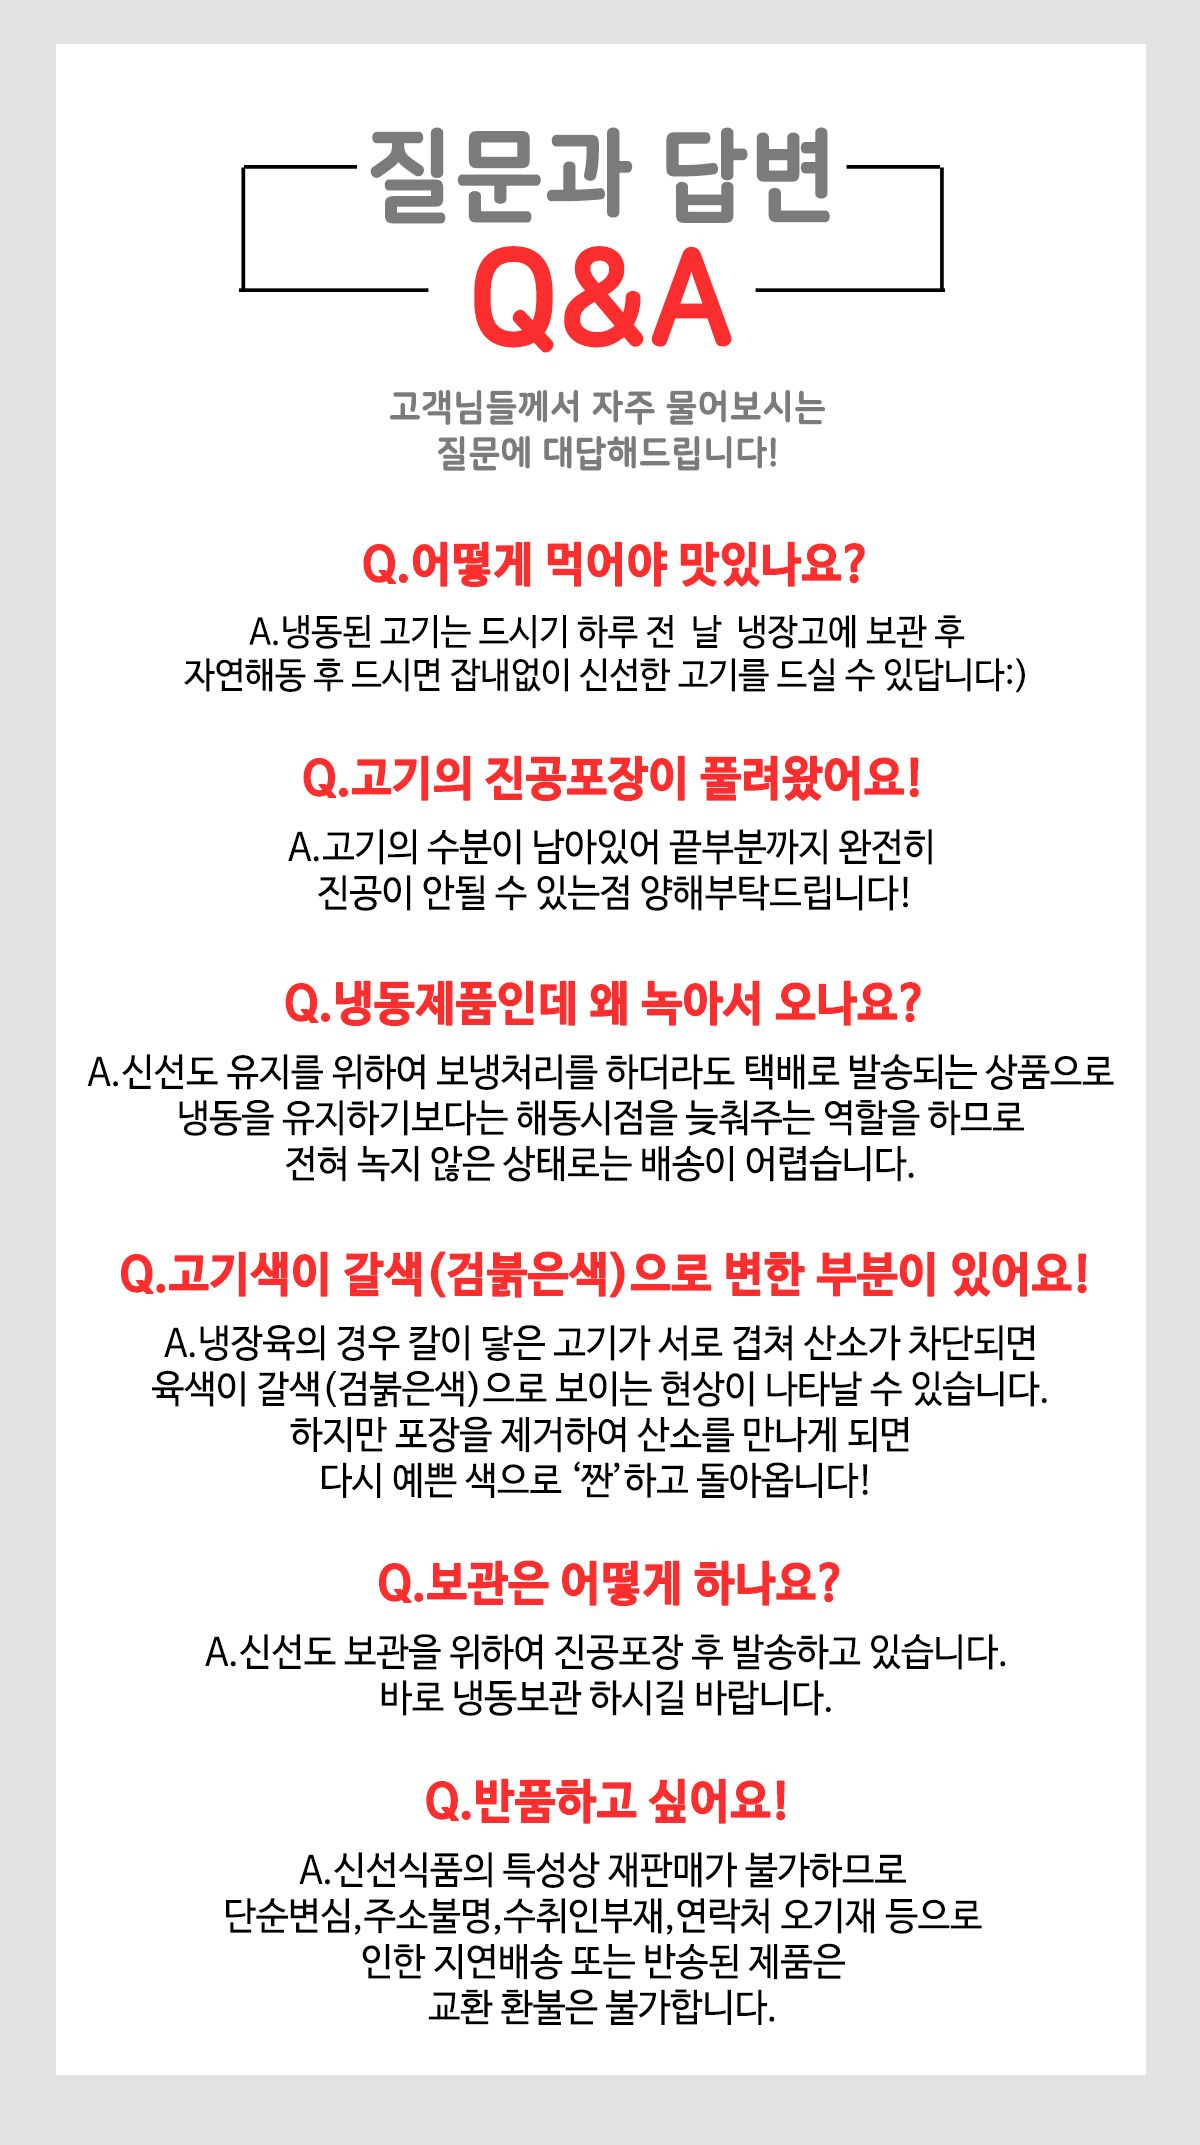 질문과 답변
Q&A
고객님들께서 자주 물어보시는
질문에 대답해드립니다!
Q.어떻게 먹어야 맛있나요?
A.냉동된 고기는 드시기 하루 전 날 냉장고에 보관 후
자연해동 후 드시면 잡내없이 신선한 고기를 드실 수 있답니다:)
Q.고기의 진공포장이 풀려왔어요!
A.고기의 수분이 남아있어 끝부분까지 완전히
진공이 안될 수 있는점 양해부탁드립니다!
Q.냉동제품인데 왜 녹아서 오나요?
A.신선도 유지를 위하여 보냉처리를 하더라도 택배로 발송되는 상품으로
냉동을 유지하기보다는 해동시점을 늦춰주는 역할을 하므로
전혀 녹지 않은 상태로는 배송이 어렵습니다.
Q.고기색이 갈색(검붉은색)으로 변한 부분이 있어요!
A.냉장육의 경우 칼이 닿은 고기가 서로 겹쳐 산소가 차단되면
육색이 갈색(검붉은색)으로 보이는 현상이 나타날 수 있습니다.
하지만 포장을 제거하여 산소를 만나게 되면
다시 예쁜 색으로 ‘짠’하고 돌아옵니다!
Q.보관은 어떻게 하나요?
A.신선도 보관을 위하여 진공포장 후 발송하고 있습니다.
바로 냉동보관 하시길 바랍니다.
Q.반품하고 싶어요!
A.신선식품의 특성상 재판매가 불가하므로
단순변심,주소불명,수취인부재,연락처 오기재 등으로
인한 지연배송 또는 반송된 제품은
교환 환불은 불가합니다.